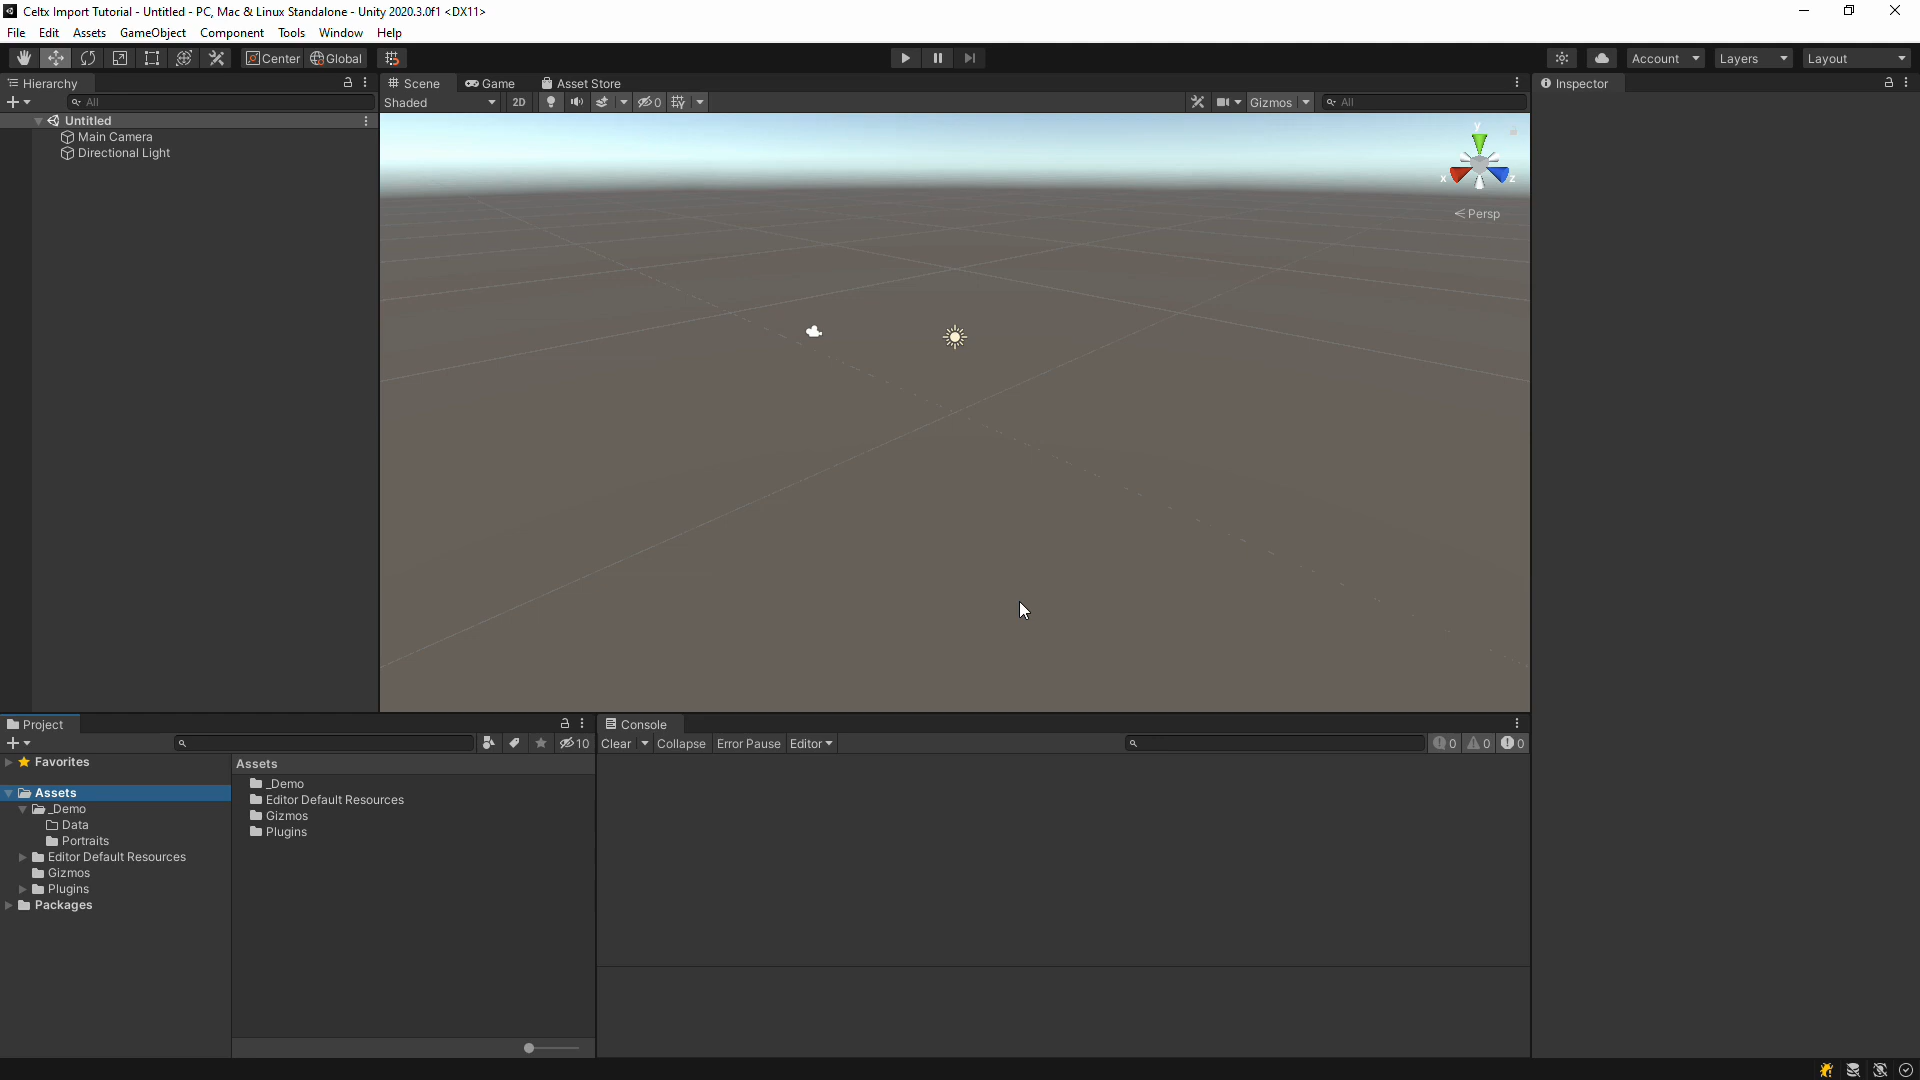 Celtx Import Tutorial - Untitled - PC, Mac & Linux Standalone - Unity 2020.3.0f1 <DX11>
File Edit Assets GameObject Component Tools Window Help
Center Global Account Layers Layout
Hierarchy
All
Untitled
Main Camera
Directional Light
Scene Game Asset Store
Shaded 2D 0 Gizmos All
y
x z
Persp
Inspector
Project
10
Favorites
Assets
_Demo
Data
Portraits
Editor Default Resources
Gizmos
Plugins
Packages
Assets
_Demo
Editor Default Resources
Gizmos
Plugins
Console
Clear Collapse Error Pause Editor 0 0 0